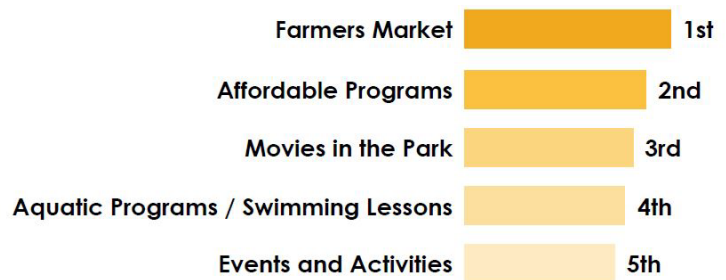 Farmers Market 1st
Affordable Programs 2nd
Movies in the Park 3rd
Aquatic Programs / Swimming Lessons 4th
Events and Activities 5th